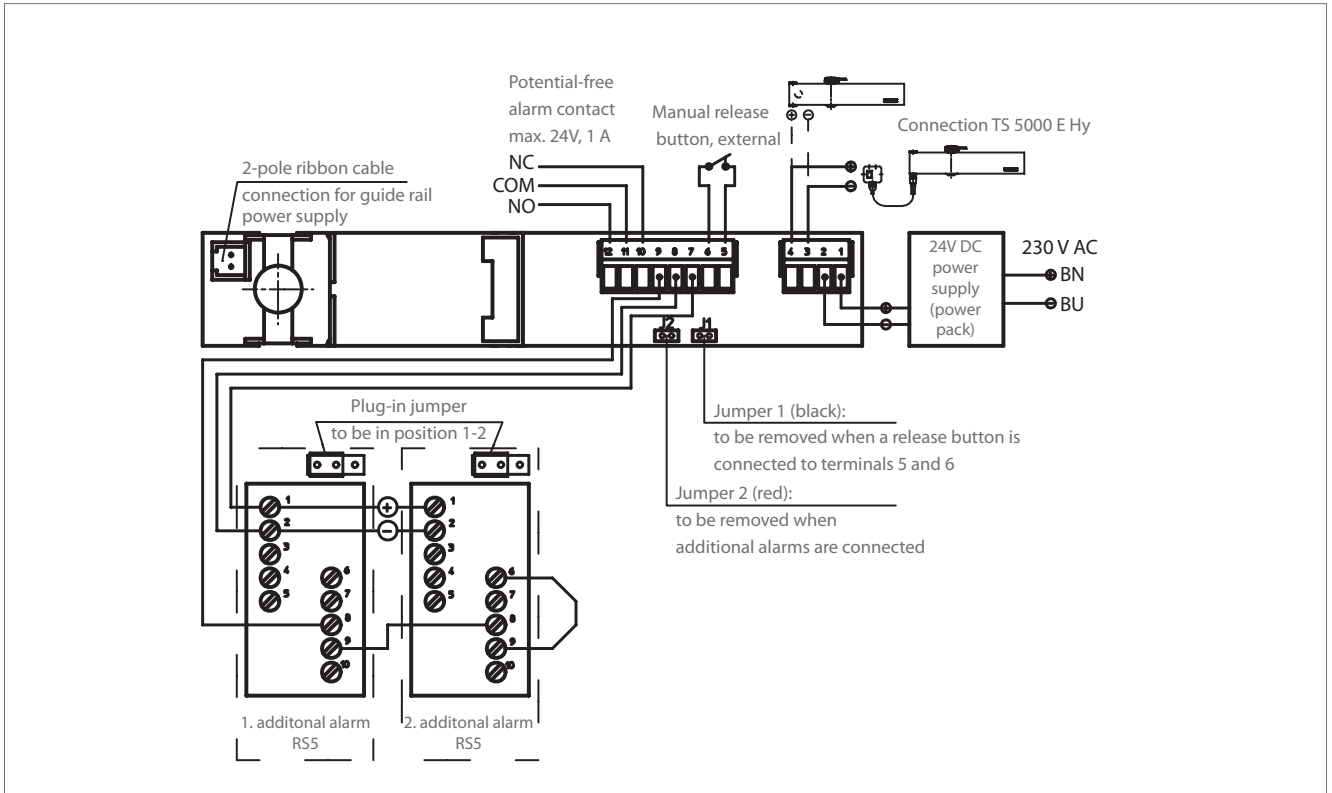 Potential-free
alarm contact
max. 24V, 1 A
NC
COM
NO
Manual release
button, external
Connection TS 5000 E Hy
2-pole ribbon cable
connection for guide rail
power supply
12 11 10 9 8 7 6 5
4 3 2 1
24V DC
power
supply
(power
pack)
230 V AC
BN
BU
J2 J1
Jumper 1 (black):
to be removed when a release button is
connected to terminals 5 and 6
Jumper 2 (red):
to be removed when
additional alarms are connected
Plug-in jumper
to be in position 1-2
1
2
3
4
5
6
7
8
9
10
1
2
3
4
5
6
7
8
9
10
1. additonal alarm
RS5
2. additonal alarm
RS5